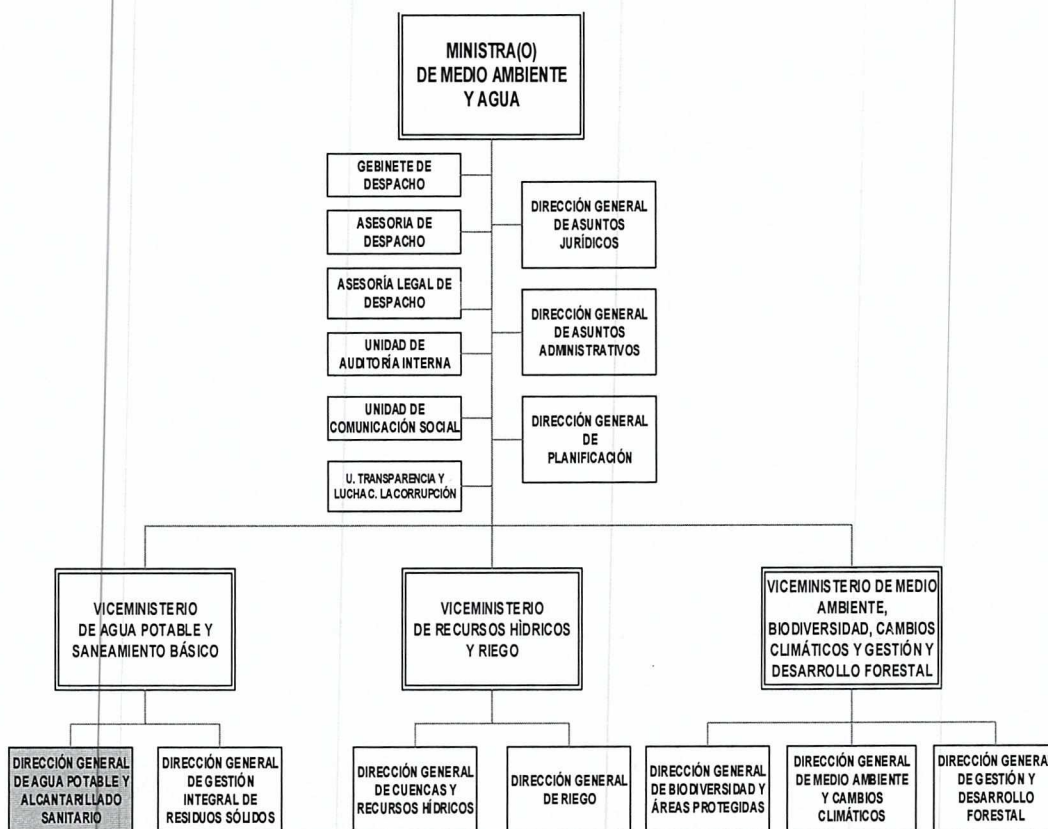 MINISTRA(O)
DE MEDIO AMBIENTE
Y AGUA
GEBINETE DE
DESPACHO
DIRECCIÓN GENERAL
DE ASUNTOS
JURÍDICOS
ASESORIA DE
DESPACHO
ASESORÍA LEGAL DE
DESPACHO
DIRECCIÓN GENERAL
DE ASUNTOS
ADMINISTRATIVOS
UNIDAD DE
AUDITORÍA INTERNA
UNIDAD DE
COMUNICACIÓN SOCIAL
DIRECCIÓN GENERAL
DE
PLANIFICACIÓN
U. TRANSPARENCIA Y
LUCHA C. LA CORRUPCIÓN
VICEMINISTERIO
DE AGUA POTABLE Y
SANEAMIENTO BÁSICO
VICEMINISTERIO
DE RECURSOS HÌDRICOS
Y RIEGO
VICEMINISTERIO DE MEDIO
AMBIENTE,
BIODIVERSIDAD, CAMBIOS
CLIMÁTICOS Y GESTIÓN Y
DESARROLLO FORESTAL
DIRECCIÓN GENERAL
DE AGUA POTABLE Y
ALCANTARILLADO
SANITARIO
DIRECCIÓN GENERAL
DE GESTIÓN
INTEGRAL DE
RESIDUOS SÓLIDOS
DIRECCIÓN GENERAL
DE CUENCAS Y
RECURSOS HÍDRICOS
DIRECCIÓN GENERAL
DE RIEGO
DIRECCIÓN GENERAL
DE BIODIVERSIDAD Y
ÁREAS PROTEGIDAS
DIRECCIÓN GENERAL
DE MEDIO AMBIENTE
Y CAMBIOS
CLIMÁTICOS
DIRECCIÓN GENERAL
DE GESTIÓN Y
DESARROLLO
FORESTAL